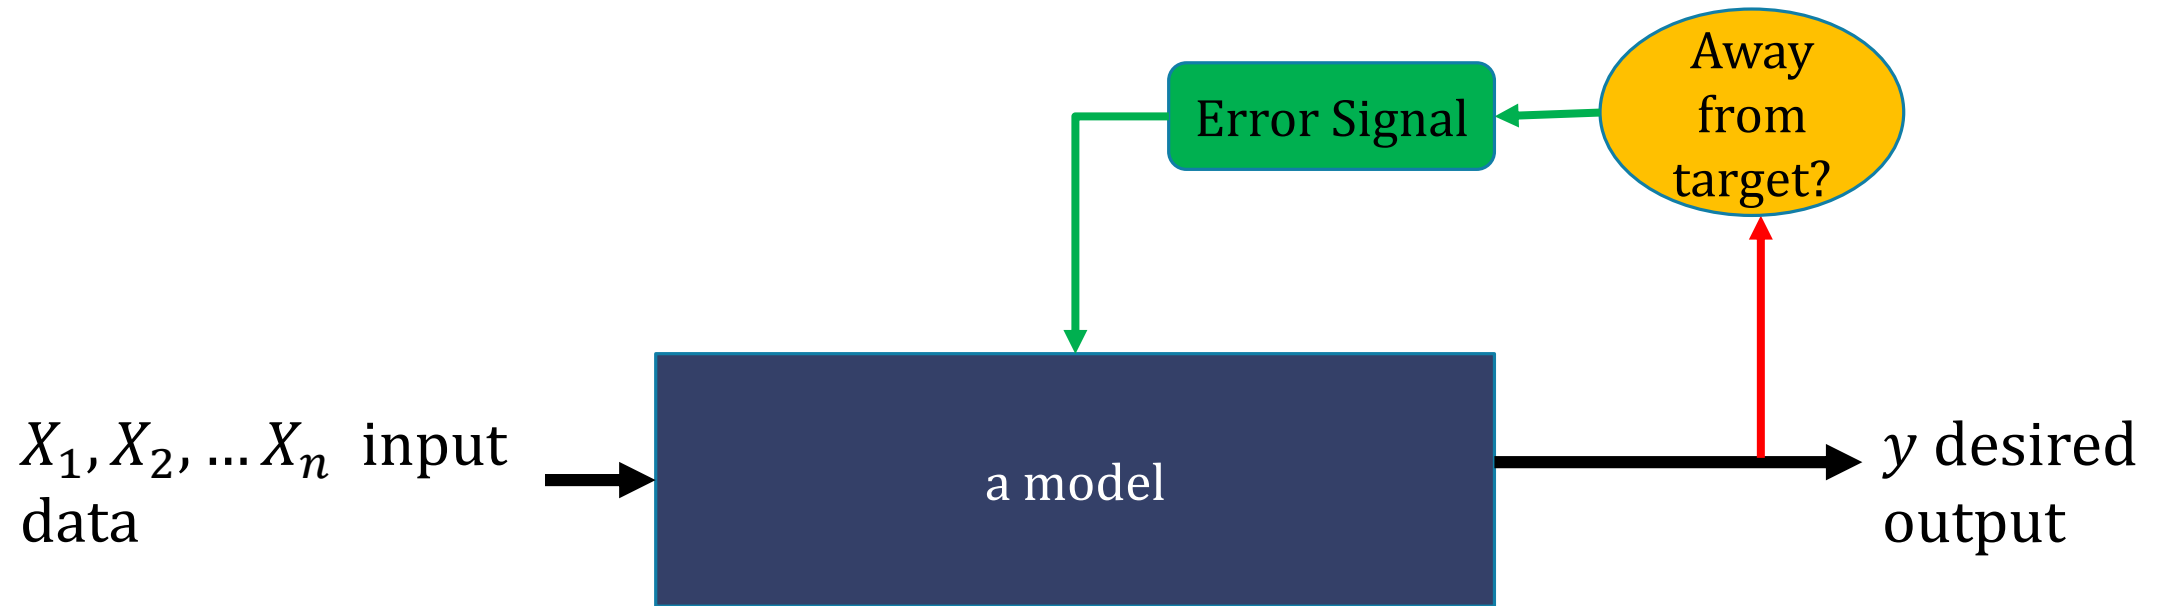 Away
from
target?
Error Signal
X₁, X₂, … Xₙ input
data
a model
y desired
output